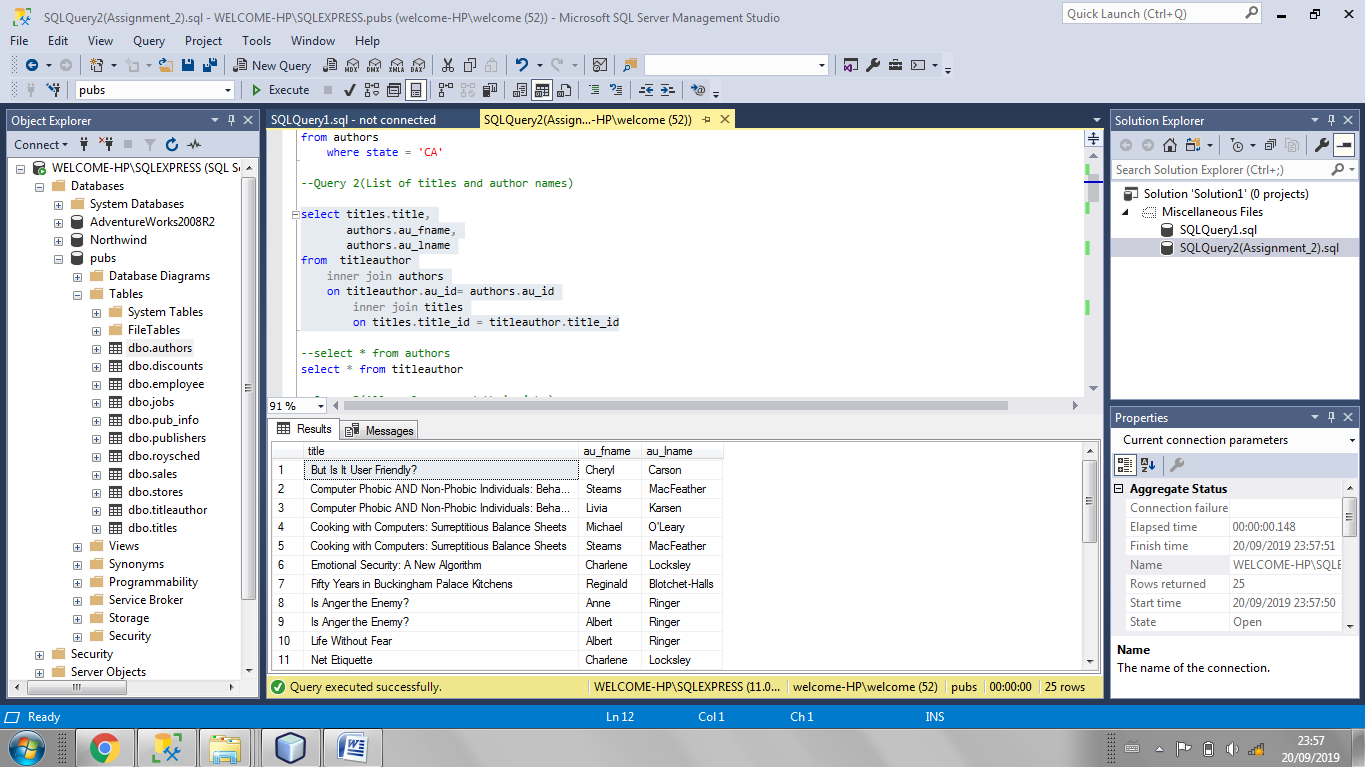 SQLQuery2(Assignment_2).sql - WELCOME-HP\SQLEXPRESS.pubs (welcome-HP\welcome (52)) - Microsoft SQL Server Management Studio
Quick Launch (Ctrl+Q)
File Edit View Query Project Tools Window Help
New Query MDX DMX XMLA DAX
pubs Execute
Object Explorer
Connect
WELCOME-HP\SQLEXPRESS (SQL S
Databases
System Databases
AdventureWorks2008R2
Northwind
pubs
Database Diagrams
Tables
System Tables
FileTables
dbo.authors
dbo.discounts
dbo.employee
dbo.jobs
dbo.pub_info
dbo.publishers
dbo.roysched
dbo.sales
dbo.stores
dbo.titleauthor
dbo.titles
Views
Synonyms
Programmability
Service Broker
Storage
Security
Security
Server Objects
SQLQuery1.sql - not connected
SQLQuery2(Assign...-HP\welcome (52))
from authors
where state = 'CA'
--Query 2(List of titles and author names)
select titles.title,
authors.au_fname,
authors.au_lname
from titleauthor
inner join authors
on titleauthor.au_id= authors.au_id
inner join titles
on titles.title_id = titleauthor.title_id
--select * from authors
select * from titleauthor
91 %
Results Messages
title au_fname au_lname
1 But Is It User Friendly? Cheryl Carson
2 Computer Phobic AND Non-Phobic Individuals: Beha... Stearns MacFeather
3 Computer Phobic AND Non-Phobic Individuals: Beha... Livia Karsen
4 Cooking with Computers: Surreptitious Balance Sheets Michael O'Leary
5 Cooking with Computers: Surreptitious Balance Sheets Stearns MacFeather
6 Emotional Security: A New Algorithm Charlene Locksley
7 Fifty Years in Buckingham Palace Kitchens Reginald Blotchet-Halls
8 Is Anger the Enemy? Anne Ringer
9 Is Anger the Enemy? Albert Ringer
10 Life Without Fear Albert Ringer
11 Net Etiquette Charlene Locksley
Query executed successfully. WELCOME-HP\SQLEXPRESS (11.0... welcome-HP\welcome (52) pubs 00:00:00 25 rows
Solution Explorer
Search Solution Explorer (Ctrl+;)
Solution 'Solution1' (0 projects)
Miscellaneous Files
SQLQuery1.sql
SQLQuery2(Assignment_2).sql
Properties
Current connection parameters
Aggregate Status
Connection failure
Elapsed time 00:00:00.148
Finish time 20/09/2019 23:57:51
Name WELCOME-HP\SQLE
Rows returned 25
Start time 20/09/2019 23:57:50
State Open
Name
The name of the connection.
Ready Ln 12 Col 1 Ch 1 INS
23:57
20/09/2019